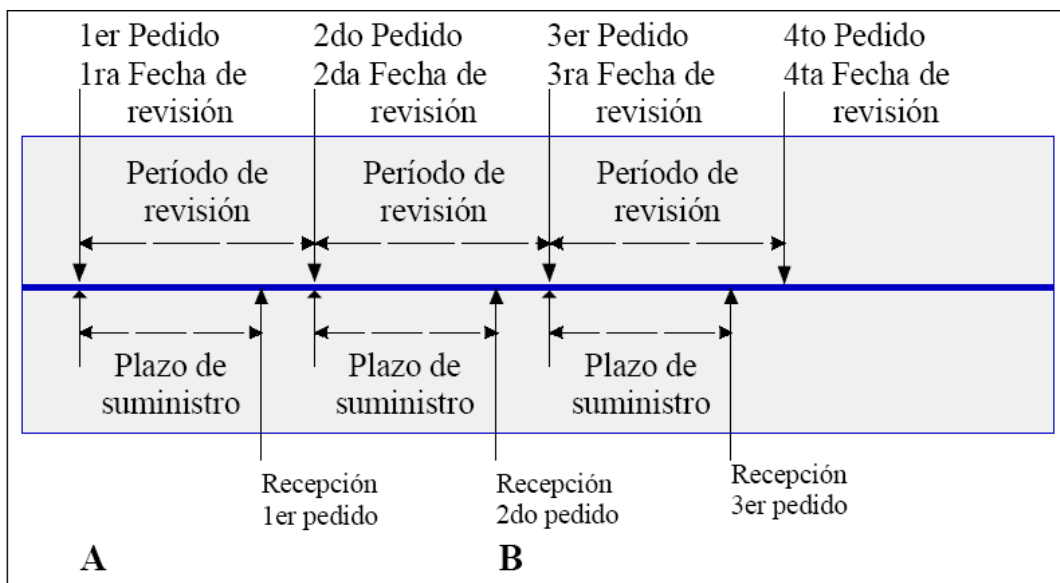 1er Pedido
1ra Fecha de
revisión
2do Pedido
2da Fecha de
revisión
3er Pedido
3ra Fecha de
revisión
4to Pedido
4ta Fecha de
revisión
Período de
revisión
Período de
revisión
Período de
revisión
Plazo de
suministro
Plazo de
suministro
Plazo de
suministro
Recepción
1er pedido
Recepción
2do pedido
Recepción
3er pedido
A
B